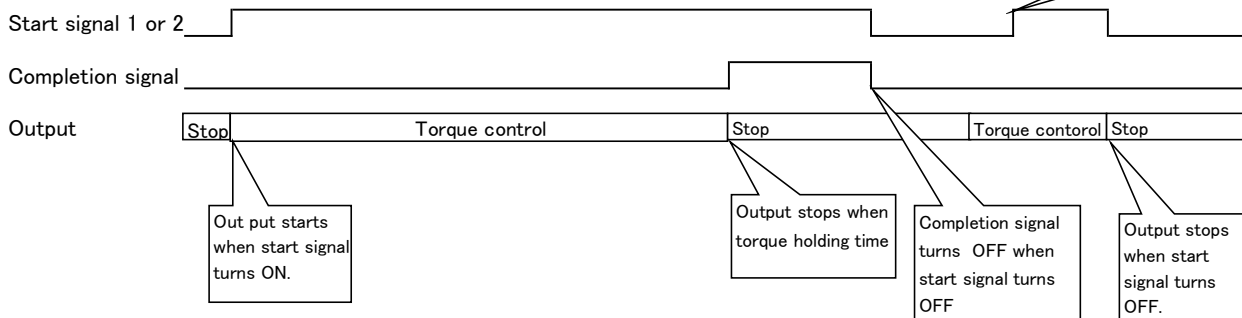 Start signal 1 or 2
Completion signal
Output
Stop
Torque control
Stop
Torque contorol
Stop
Out put starts
when start signal
turns ON.
Output stops when
torque holding time
Completion signal
turns OFF when
start signal turns
OFF
Output stops
when start
signal turns
OFF.